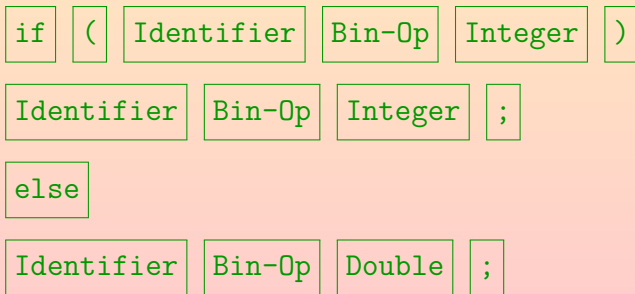 if ( Identifier Bin-Op Integer )
Identifier Bin-Op Integer ;
else
Identifier Bin-Op Double ;